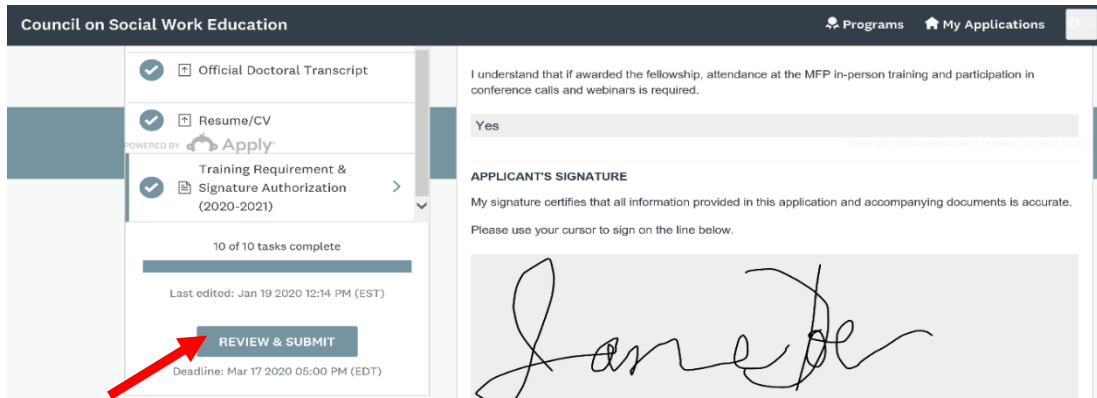 Council on Social Work Education
Programs
My Applications
Official Doctoral Transcript
Resume/CV
POWERED BY Apply
Training Requirement &
Signature Authorization
(2020-2021)
10 of 10 tasks complete
Last edited: Jan 19 2020 12:14 PM (EST)
REVIEW & SUBMIT
Deadline: Mar 17 2020 05:00 PM (EDT)
I understand that if awarded the fellowship, attendance at the MFP in-person training and participation in
conference calls and webinars is required.
Yes
APPLICANT'S SIGNATURE
My signature certifies that all information provided in this application and accompanying documents is accurate.
Please use your cursor to sign on the line below.
Jane Doe